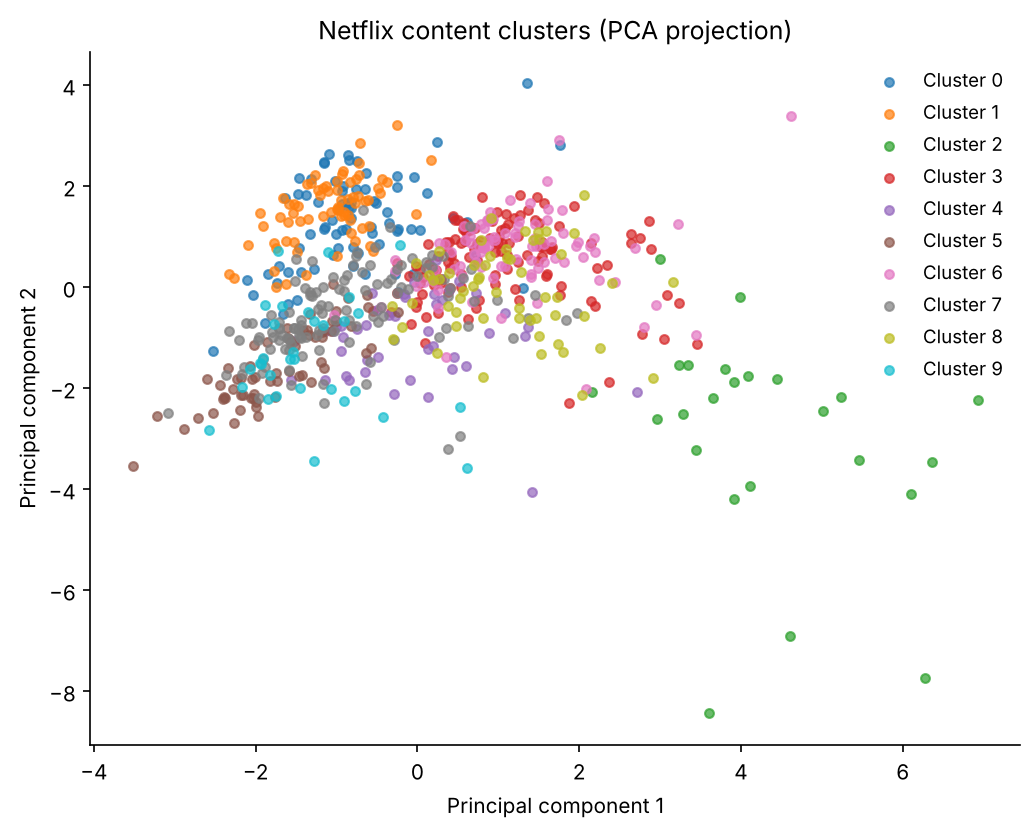 Netflix content clusters (PCA projection)
Cluster 0
Cluster 1
Cluster 2
Cluster 3
Cluster 4
Cluster 5
Cluster 6
Cluster 7
Cluster 8
Cluster 9
4
2
0
−2
−4
−6
−8
Principal component 2
−4 −2 0 2 4 6
Principal component 1